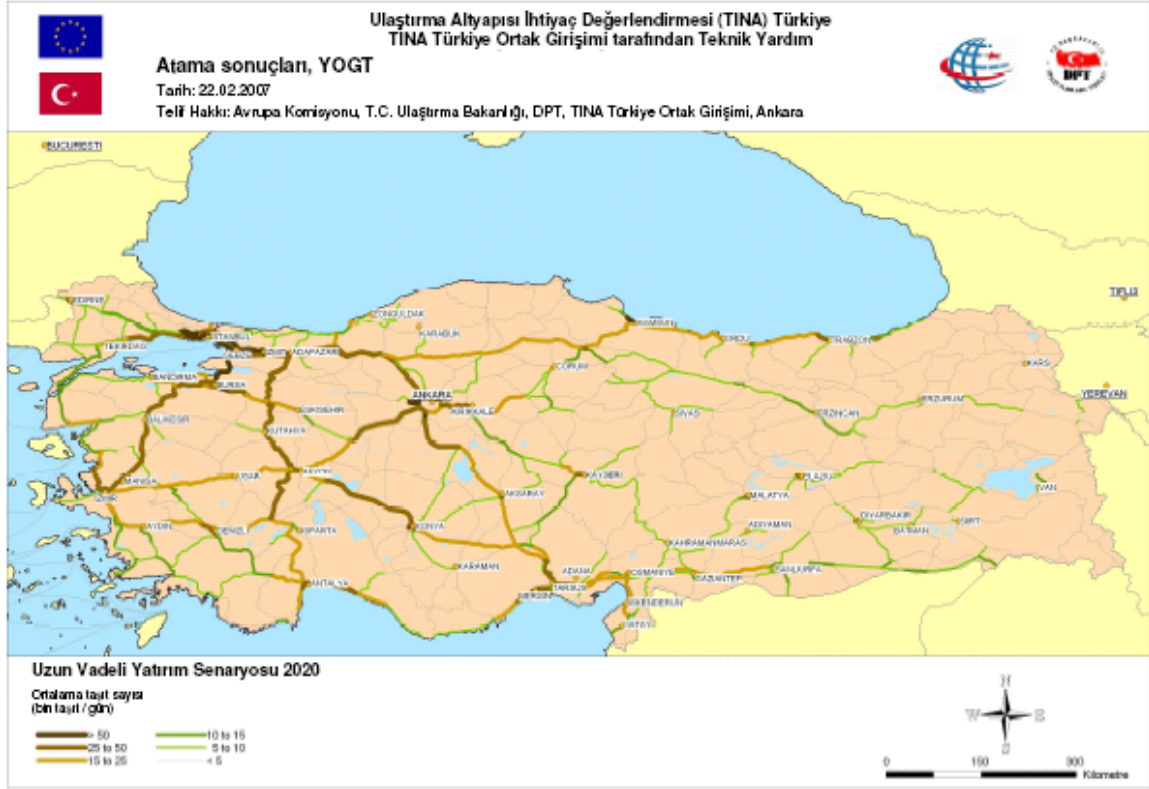 Ulaştırma Altyapısı İhtiyaç Değerlendirmesi (TINA) Türkiye
TINA Türkiye Ortak Girişimi tarafından Teknik Yardım
Atama sonuçları, YOGT
Tarih: 22.02.2007
Telif Hakkı: Avrupa Komisyonu, T.C. Ulaştırma Bakanlığı, DPT, TINA Türkiye Ortak Girişimi, Ankara
DPT
BUCURESTI
TIFLIS
EDIRNE
ZONGULDAK
SAMSUN
ISTANBUL
KARABUK
ORDU
TRABZON
TEKIRDAG
GEBZE
IZMIT
ADAPAZARI
KARS
CORUM
BANDIRMA
BURSA
ANKARA
YEREVAN
ERZURUM
ESKISEHIR
KIRIKKALE
SIVAS
ERZINCAN
BALIKESIR
KUTAHYA
USAK
AFYON
KAYSERI
ELAZIG
MANISA
VAN
IZMIR
AKSARAY
MALATYA
AYDIN
DENIZLI
ISPARTA
KONYA
ADIYAMAN
DIYARBAKIR
SIIRT
BATMAN
KAHRAMANMARAS
KARAMAN
ADANA
OSMANIYE
SANLIURFA
GAZIANTEP
ANTALYA
TARSUS
MERSIN
ISKENDERUN
HATAY
Uzun Vadeli Yatırım Senaryosu 2020
Ortalama taşıt sayısı
(bin taşıt / gün)
> 50
10 to 15
25 to 50
5 to 10
15 to 25
< 5
N
W
E
S
0
150
300
Kilometre